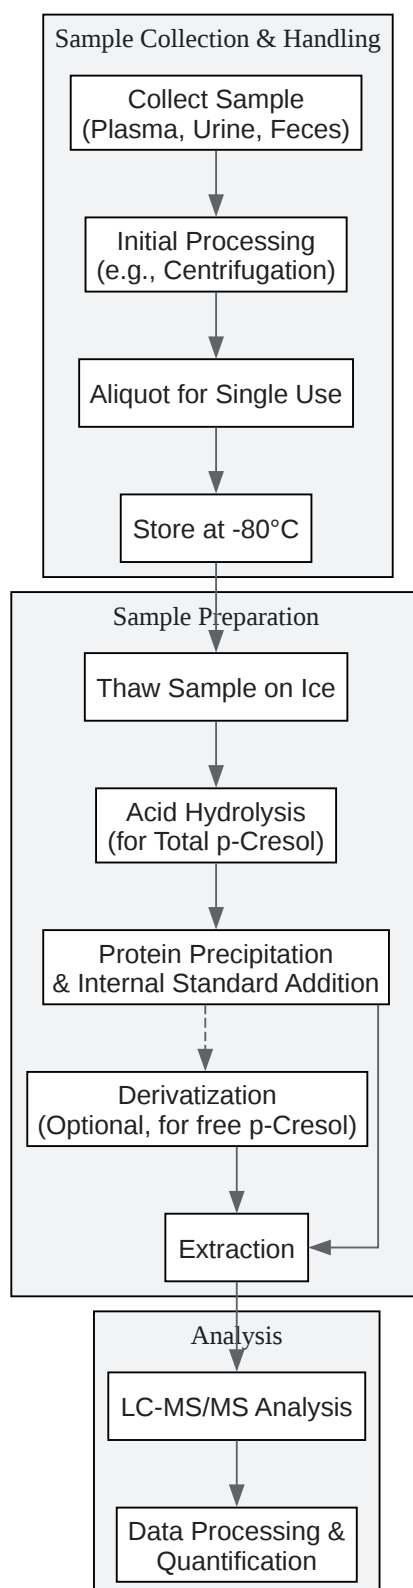 Sample Collection & Handling
Collect Sample
(Plasma, Urine, Feces)
Initial Processing
(e.g., Centrifugation)
Aliquot for Single Use
Store at -80°C
Sample Preparation
Thaw Sample on Ice
Acid Hydrolysis
(for Total p-Cresol)
Protein Precipitation
& Internal Standard Addition
Derivatization
(Optional, for free p-Cresol)
Extraction
Analysis
LC-MS/MS Analysis
Data Processing &
Quantification